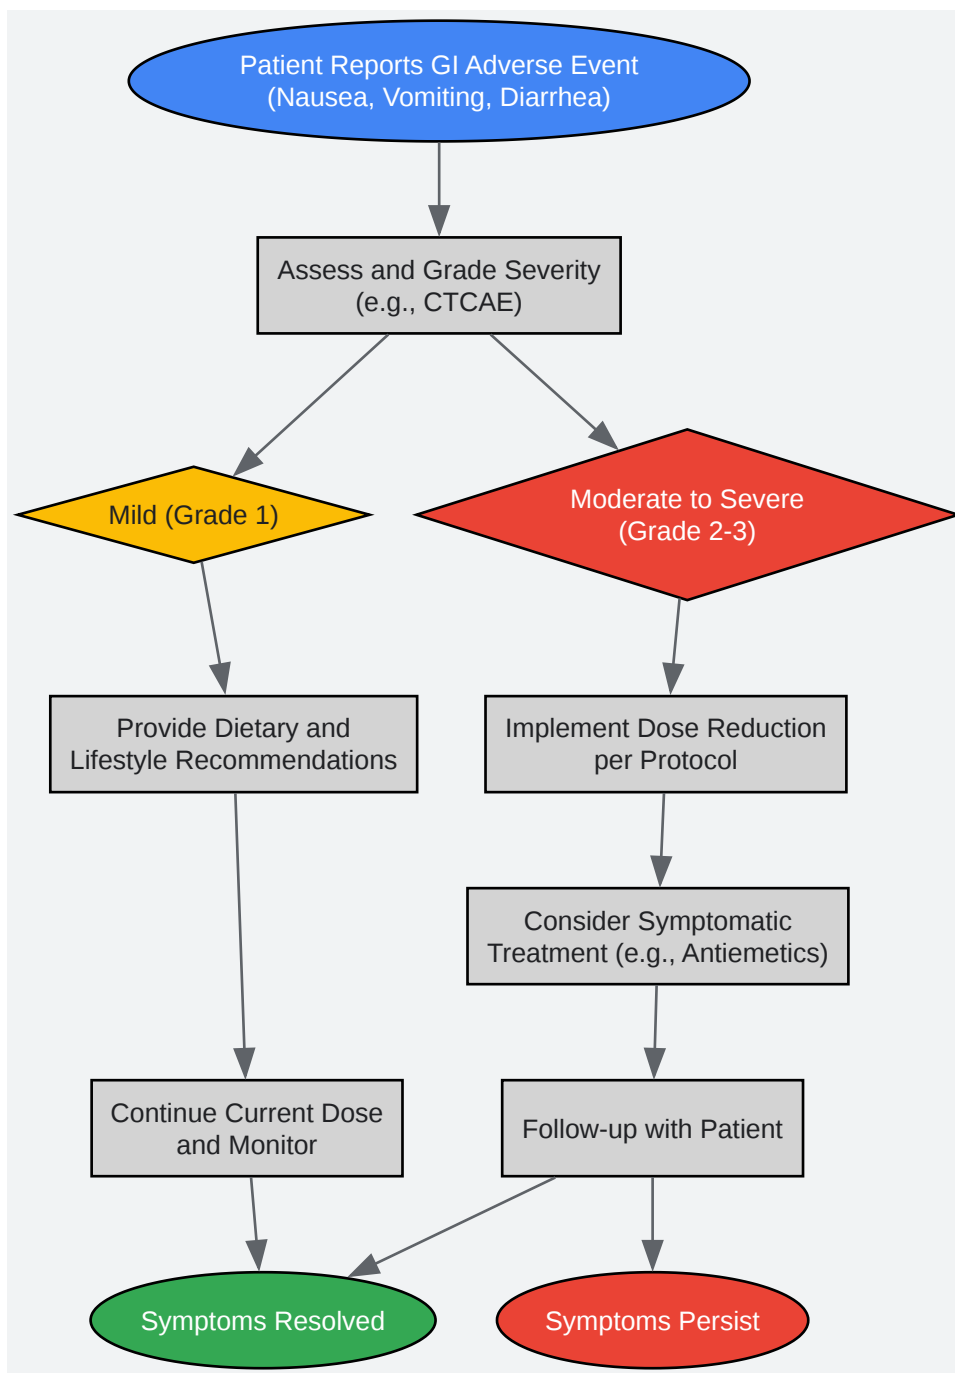 Patient Reports GI Adverse Event
(Nausea, Vomiting, Diarrhea)
Assess and Grade Severity
(e.g., CTCAE)
Mild (Grade 1)
Moderate to Severe
(Grade 2-3)
Provide Dietary and
Lifestyle Recommendations
Implement Dose Reduction
per Protocol
Consider Symptomatic
Treatment (e.g., Antiemetics)
Continue Current Dose
and Monitor
Follow-up with Patient
Symptoms Resolved
Symptoms Persist